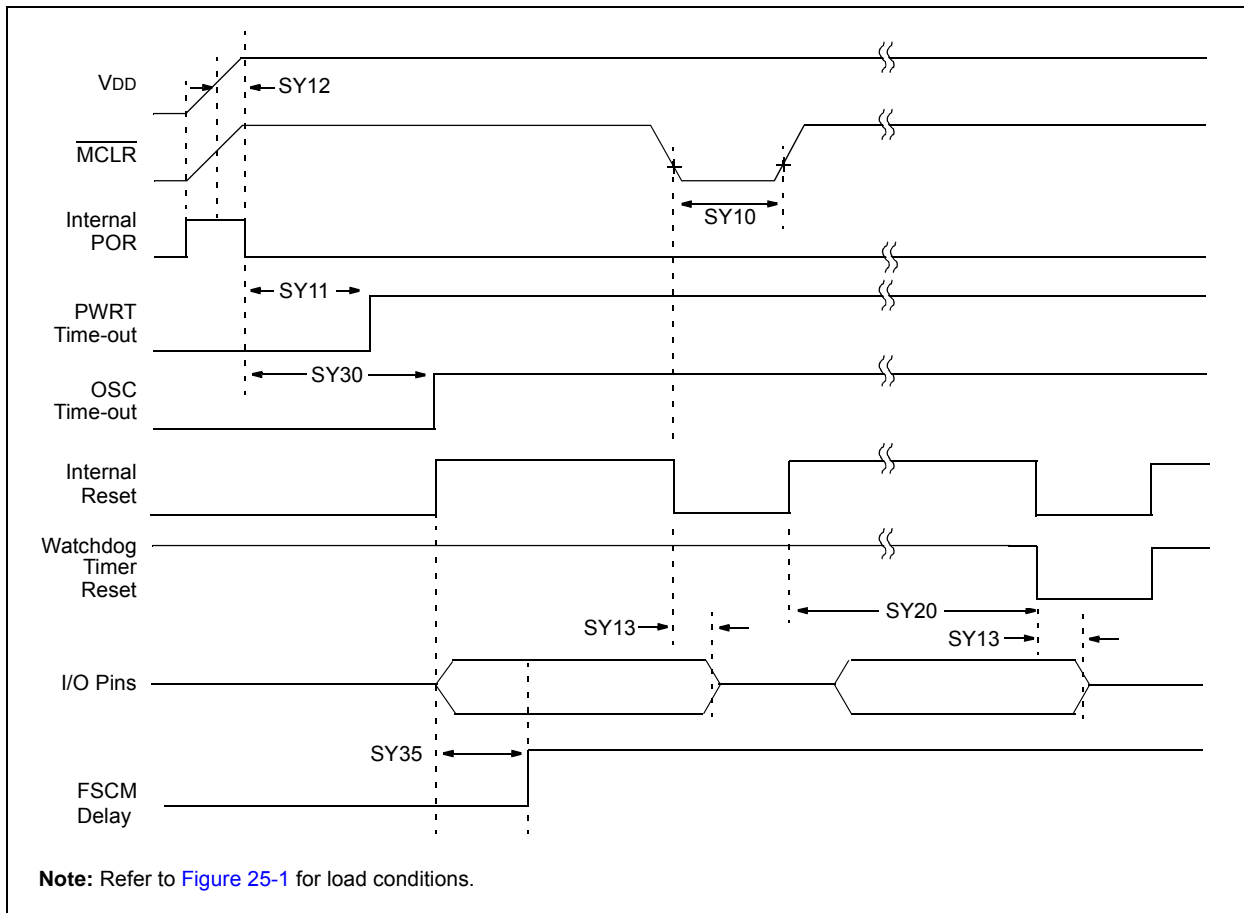 VDD
SY12
MCLR
SY10
Internal
POR
SY11
PWRT
Time-out
SY30
OSC
Time-out
Internal
Reset
Watchdog
Timer
Reset
SY20
SY13
SY13
I/O Pins
SY35
FSCM
Delay
Note: Refer to Figure 25-1 for load conditions.